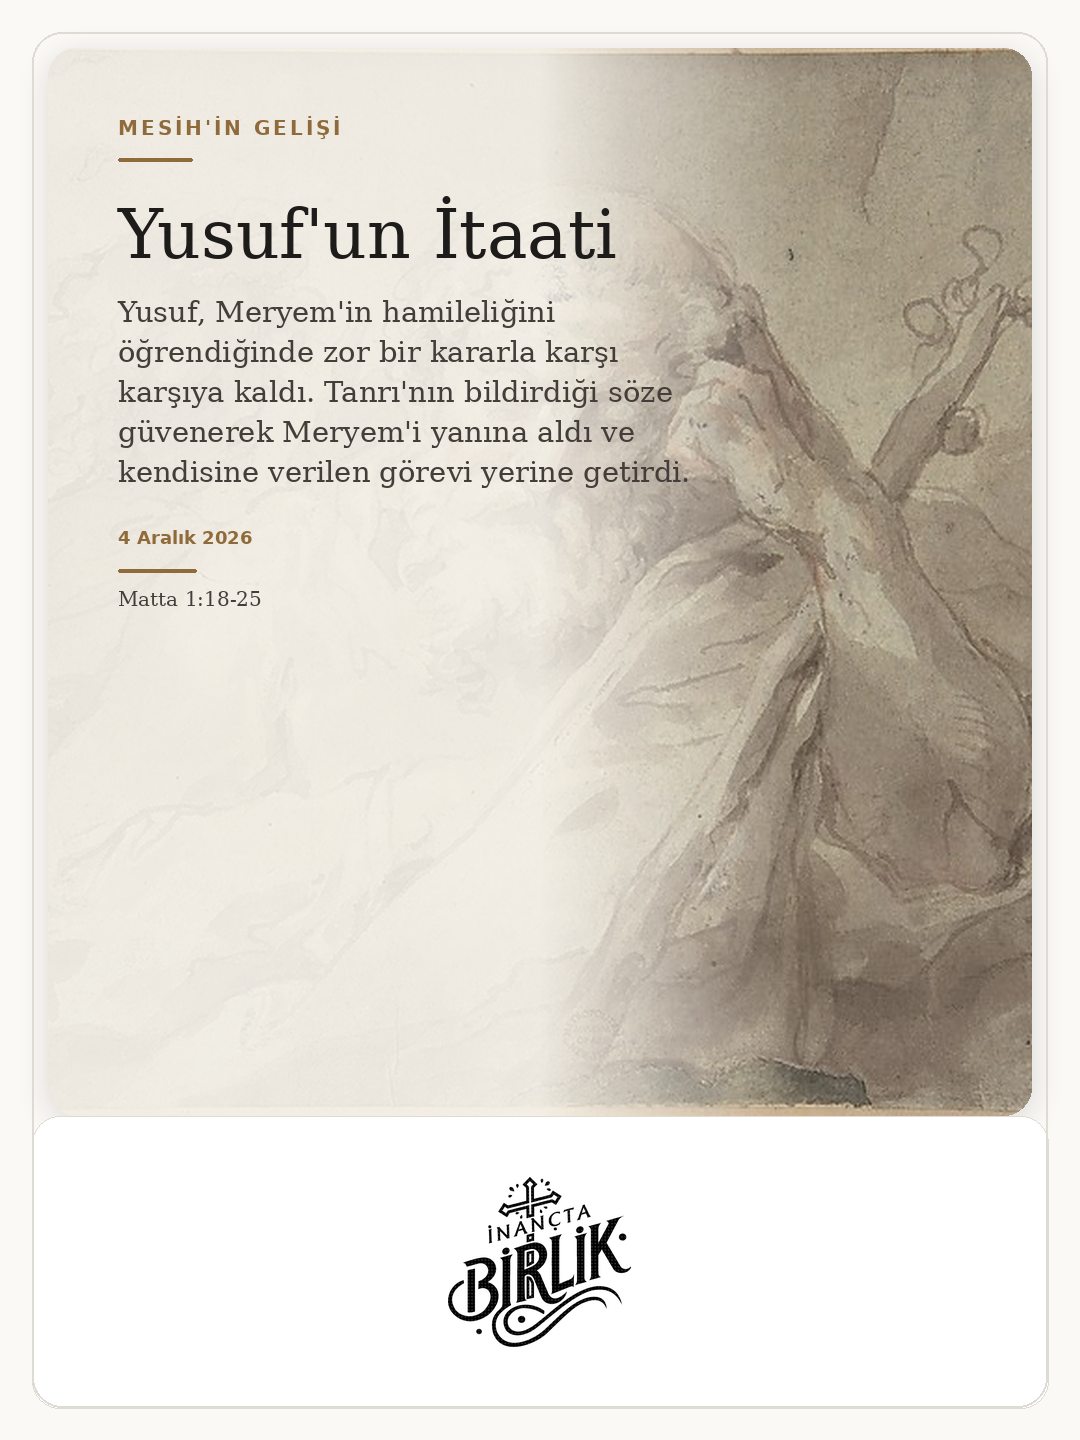 MESİH'İN GELİŞİ
Yusuf'un İtaati
Yusuf, Meryem'in hamileliğini
öğrendiğinde zor bir kararla karşı
karşıya kaldı. Tanrı'nın bildirdiği söze
güvenerek Meryem'i yanına aldı ve
kendisine verilen görevi yerine getirdi.
4 Aralık 2026
Matta 1:18-25
İNANÇTA
BİRLİK